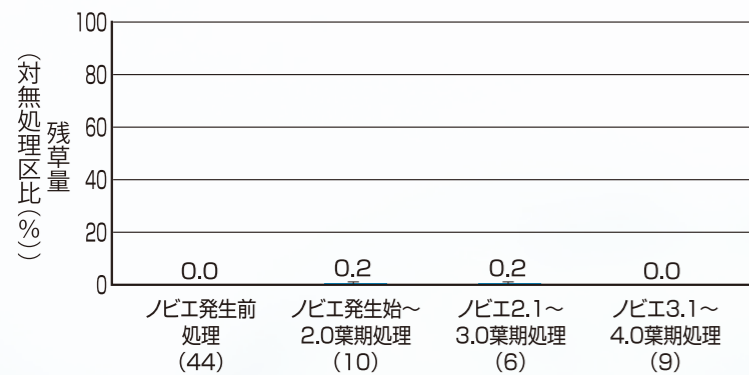 残草量
（対無処理区比（％））
100
80
60
40
20
0
0.0
0.2
0.2
0.0
ノビエ発生前
処理
（44）
ノビエ発生始～
2.0葉期処理
（10）
ノビエ2.1～
3.0葉期処理
（6）
ノビエ3.1～
4.0葉期処理
（9）